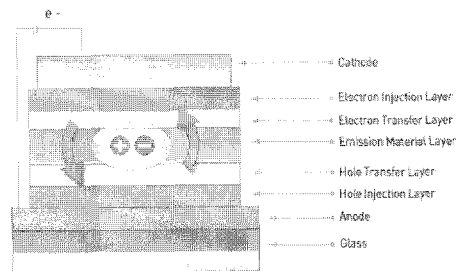 e -
Cathode
Electron Injection Layer
Electron Transfer Layer
Emission Material Layer
Hole Transfer Layer
Hole Injection Layer
Anode
Glass